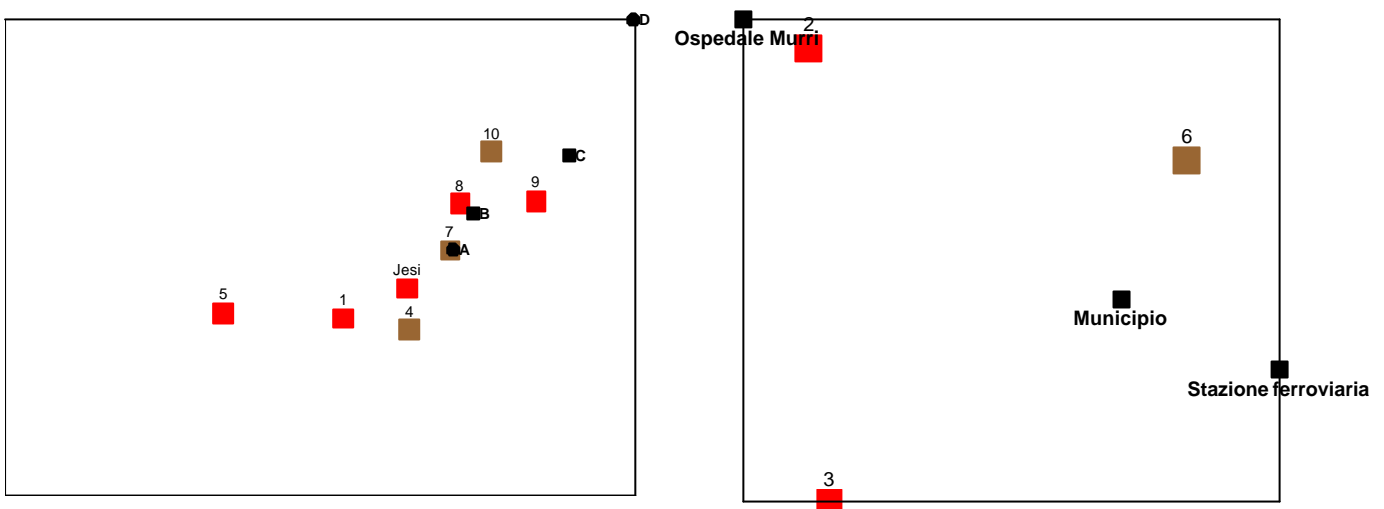 D
10
C
8
9
B
7
A
Jesi
5
1
4
2
Ospedale Murri
6
Municipio
Stazione ferroviaria
3